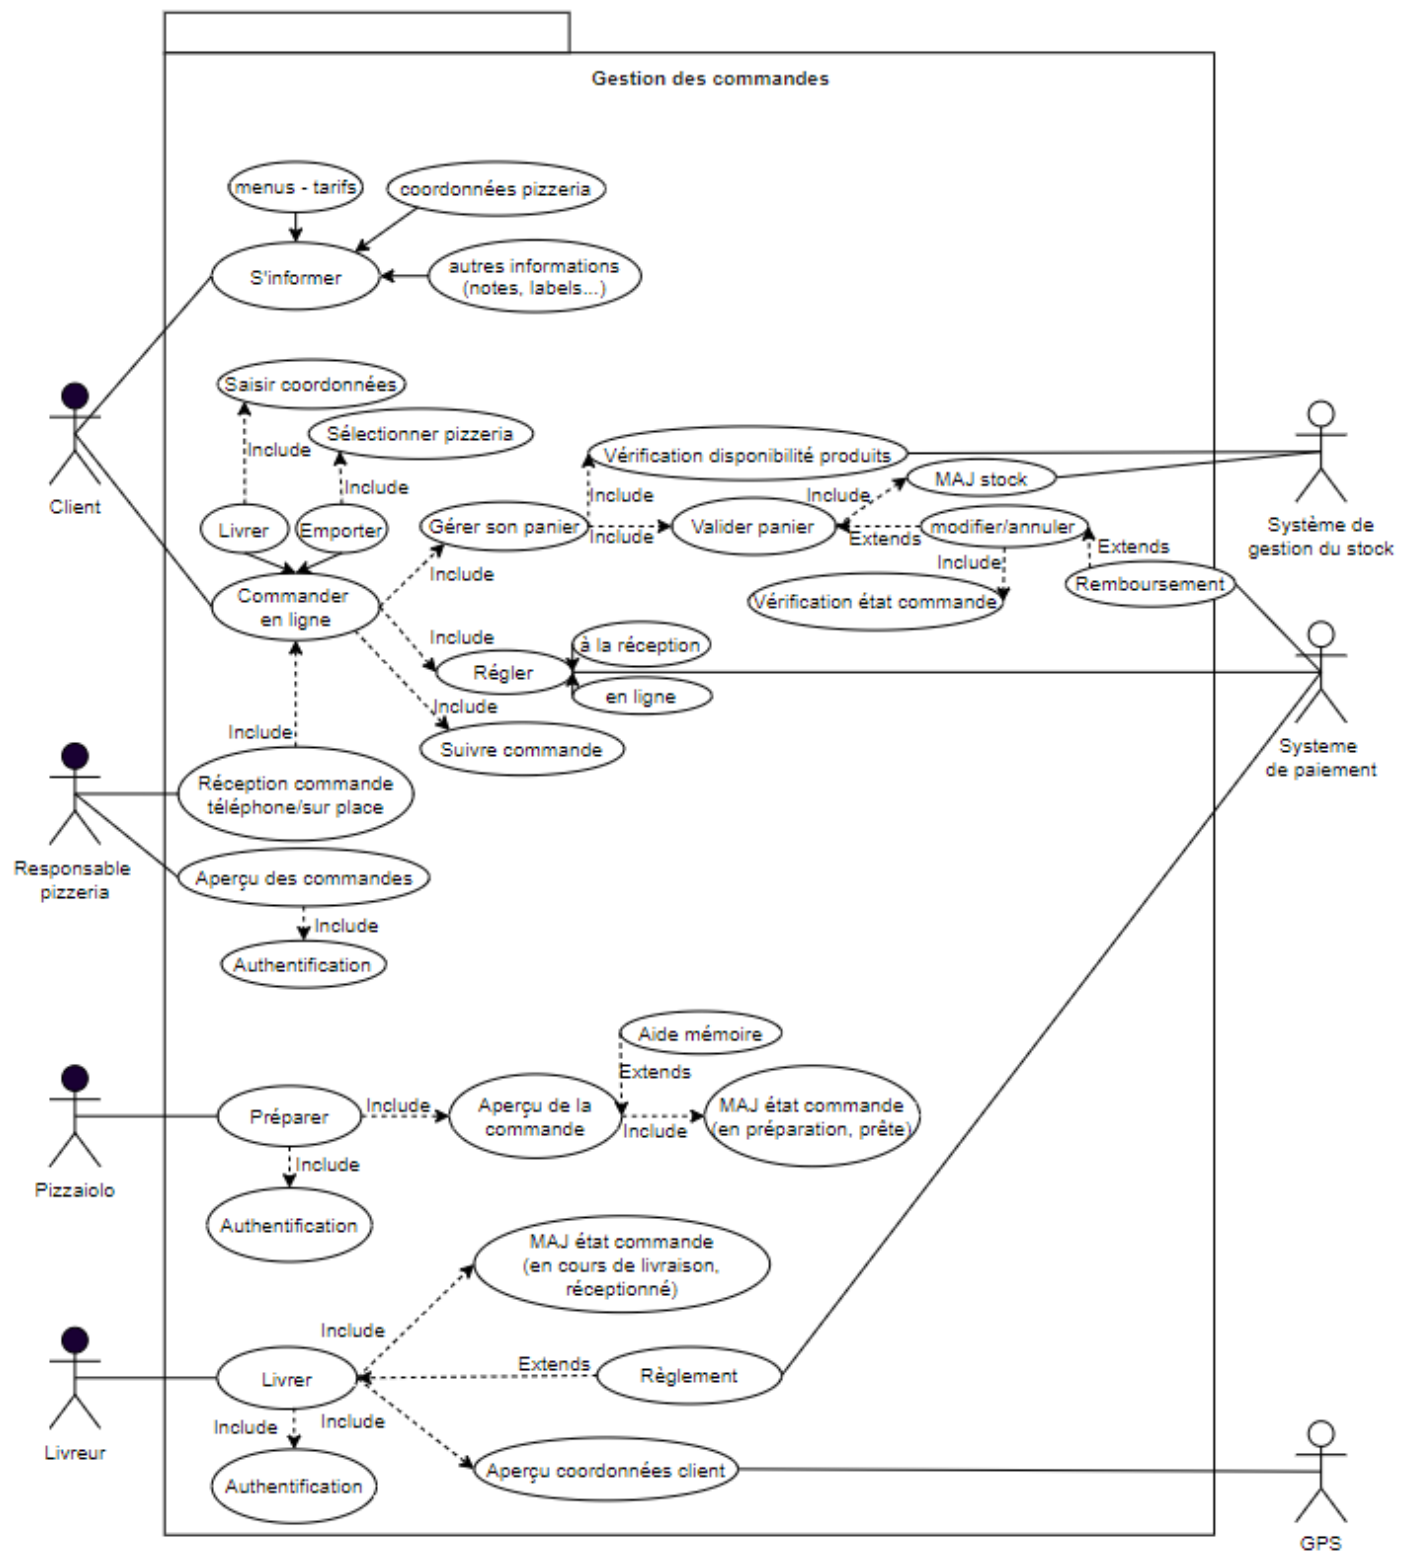 Gestion des commandes
menus - tarifs
coordonnées pizzeria
S'informer
autres informations
(notes, labels...)
Saisir coordonnées
Include
Sélectionner pizzeria
Include
Client
Livrer
Emporter
Gérer son panier
Include
Vérification disponibilité produits
Include
Valider panier
Include
MAJ stock
Extends
modifier/annuler
Include
Extends
Système de
gestion du stock
Vérification état commande
Remboursement
Commander
en ligne
Include
Include
Régler
à la réception
en ligne
Include
Suivre commande
Systeme
de paiement
Include
Réception commande
téléphone/sur place
Responsable
pizzeria
Aperçu des commandes
Include
Authentification
Aide mémoire
Extends
Préparer
Include
Aperçu de la
commande
Include
MAJ état commande
(en préparation, prête)
Include
Pizzaiolo
Authentification
MAJ état commande
(en cours de livraison,
réceptionné)
Include
Livrer
Extends
Règlement
Include
Include
Livreur
Authentification
Aperçu coordonnées client
GPS